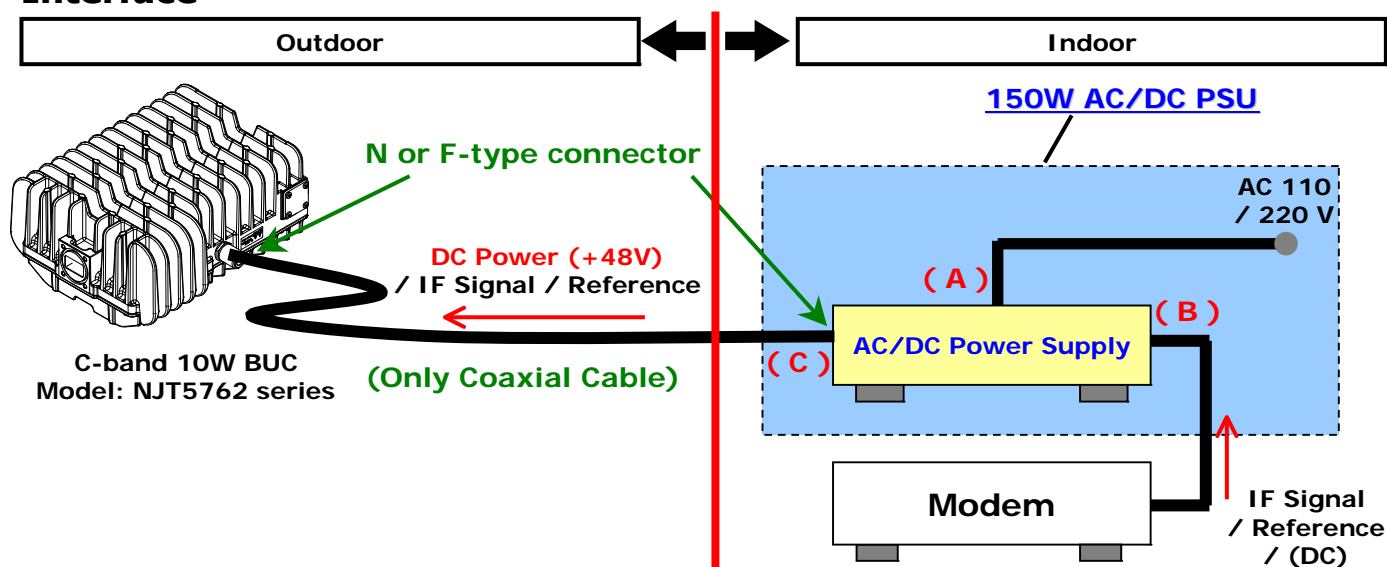 Interface
Outdoor
Indoor
150W AC/DC PSU
N or F-type connector
AC 110
/ 220 V
DC Power (+48V)
/ IF Signal / Reference
( A )
( B )
( C )
AC/DC Power Supply
(Only Coaxial Cable)
C-band 10W BUC
Model: NJT5762 series
Modem
IF Signal
/ Reference
/ (DC)